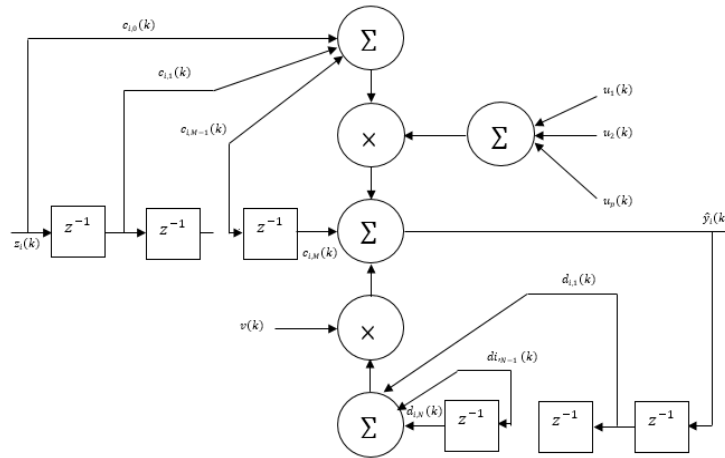 c_{i,0}(k)
Σ
c_{i,1}(k)
u_1(k)
c_{i,M−1}(k)
×
Σ
u_2(k)
u_p(k)
z^{−1}
z^{−1}
z^{−1}
Σ
ŷ_i(k
z_i(k)
c_{i,M}(k)
d_{i,1}(k)
v(k)
×
di,_{N−1}(k)
d_{i,N}(k)
Σ
z^{−1}
z^{−1}
z^{−1}